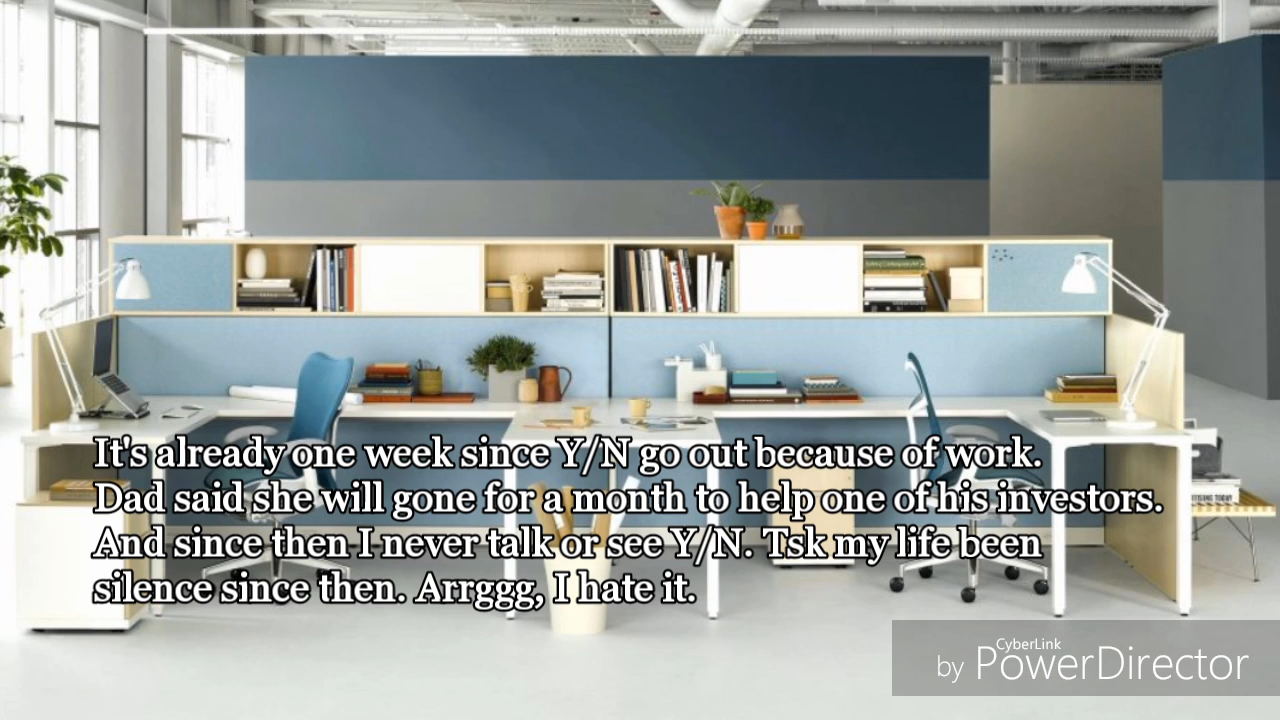 It's already one week since Y/N go out because of work.
Dad said she will gone for a month to help one of his investors.
And since then I never talk or see Y/N. Tsk my life been
silence since then. Arrggg, I hate it.
CyberLink
by PowerDirector